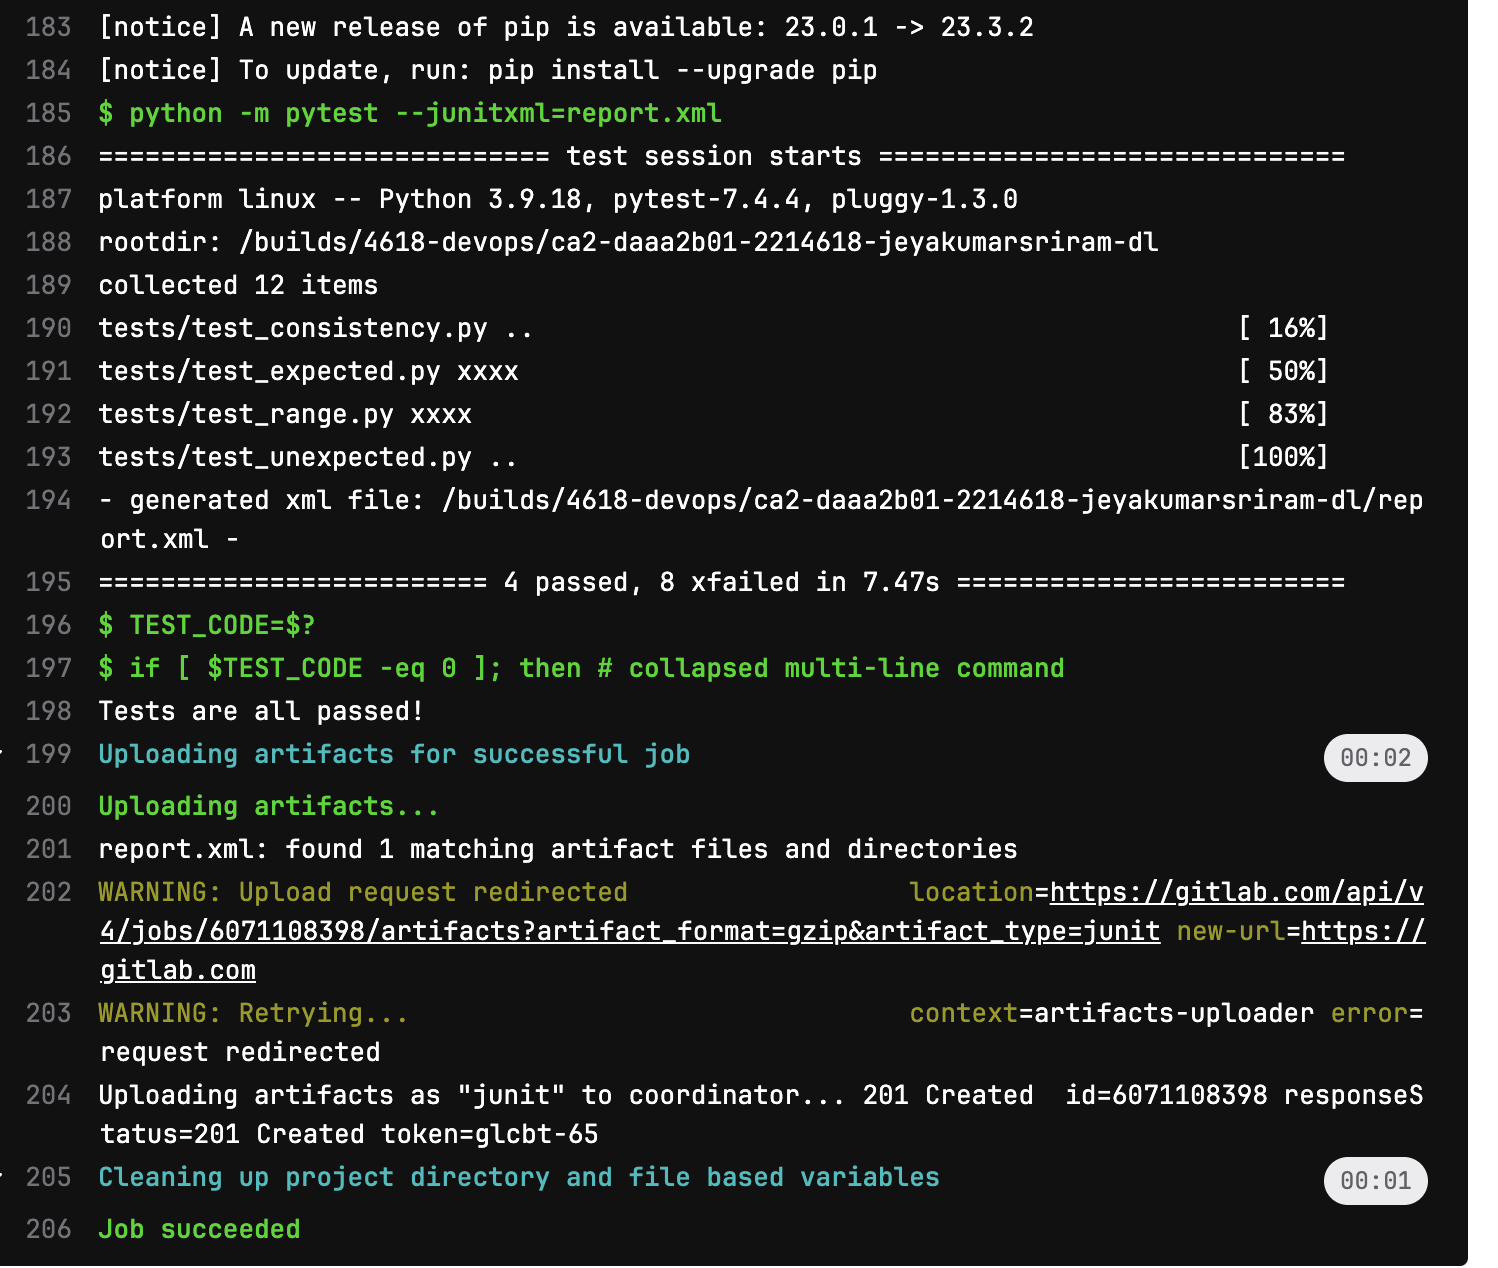 183 [notice] A new release of pip is available: 23.0.1 -> 23.3.2
184 [notice] To update, run: pip install --upgrade pip
185 $ python -m pytest --junitxml=report.xml
186 ============================= test session starts ==============================
187 platform linux -- Python 3.9.18, pytest-7.4.4, pluggy-1.3.0
188 rootdir: /builds/4618-devops/ca2-daaa2b01-2214618-jeyakumarsriram-dl
189 collected 12 items
190 tests/test_consistency.py .. [ 16%]
191 tests/test_expected.py xxxx [ 50%]
192 tests/test_range.py xxxx [ 83%]
193 tests/test_unexpected.py .. [100%]
194 - generated xml file: /builds/4618-devops/ca2-daaa2b01-2214618-jeyakumarsriram-dl/rep
ort.xml -
195 ========================= 4 passed, 8 xfailed in 7.47s =========================
196 $ TEST_CODE=$?
197 $ if [ $TEST_CODE -eq 0 ]; then # collapsed multi-line command
198 Tests are all passed!
199 Uploading artifacts for successful job 00:02
200 Uploading artifacts...
201 report.xml: found 1 matching artifact files and directories
202 WARNING: Upload request redirected location=https://gitlab.com/api/v
4/jobs/6071108398/artifacts?artifact_format=gzip&artifact_type=junit new-url=https://
gitlab.com
203 WARNING: Retrying... context=artifacts-uploader error=
request redirected
204 Uploading artifacts as "junit" to coordinator... 201 Created  id=6071108398 responseS
tatus=201 Created token=glcbt-65
205 Cleaning up project directory and file based variables 00:01
206 Job succeeded